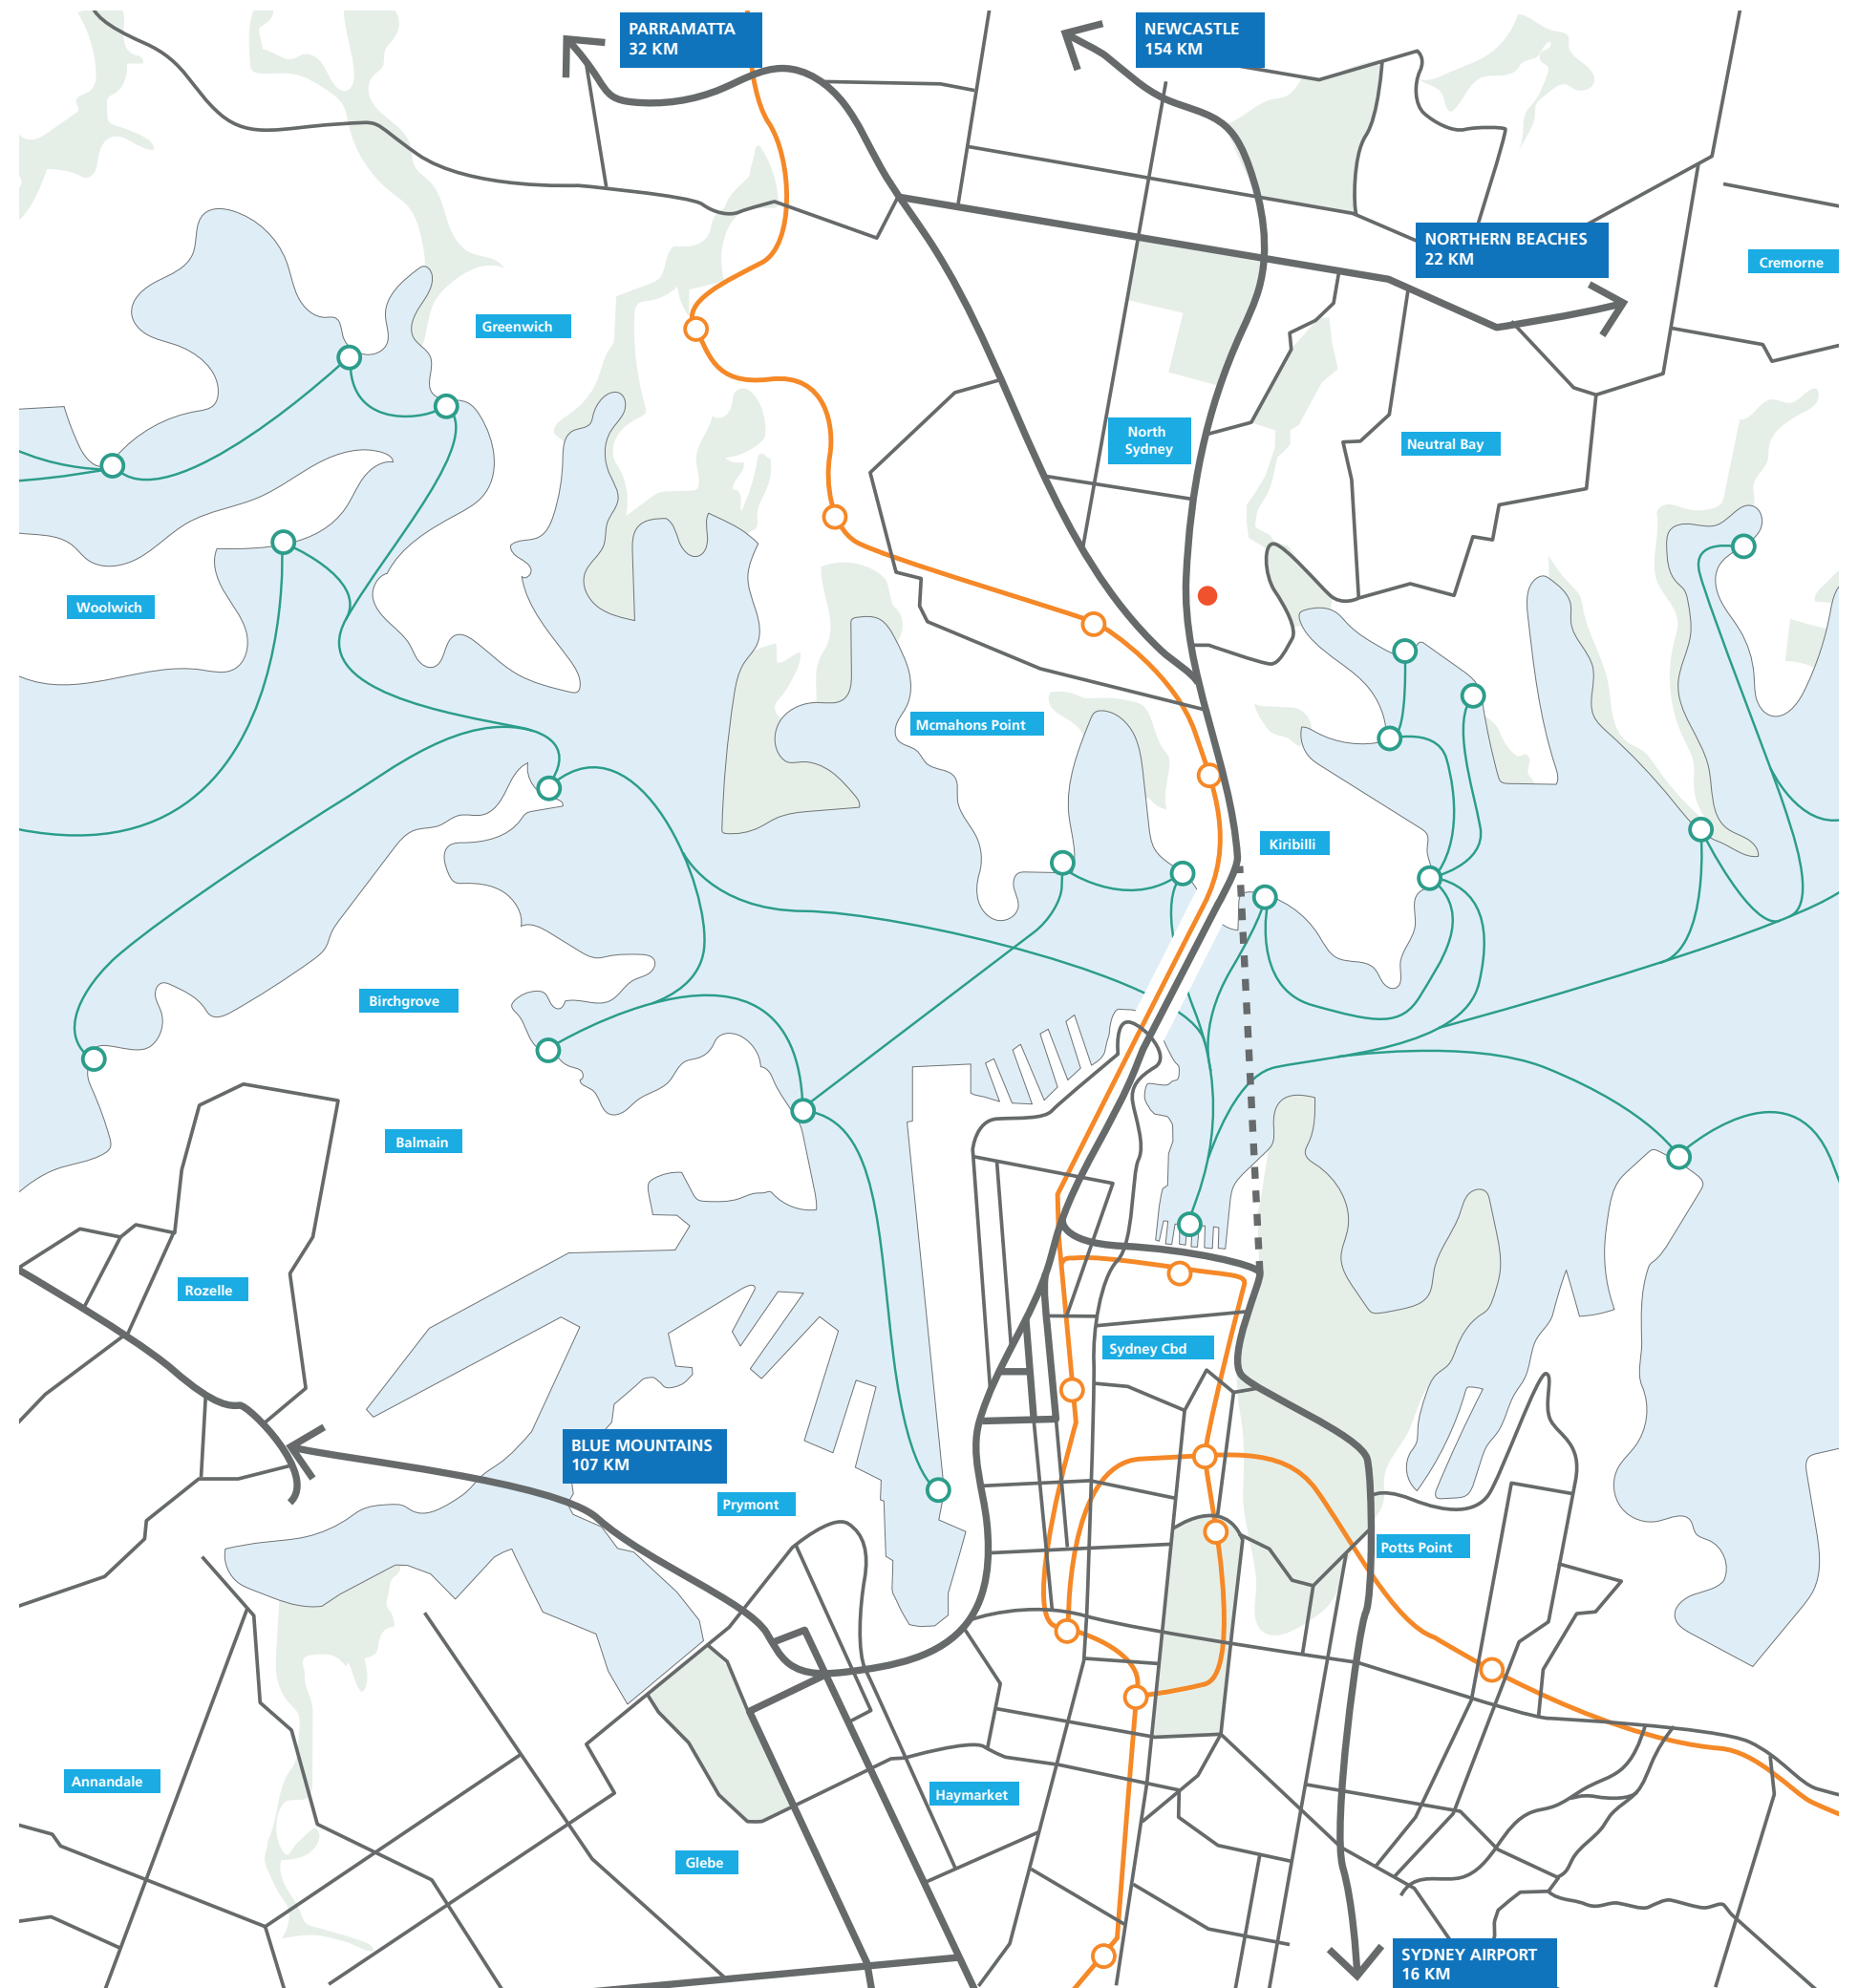 PARRAMATTA
32 KM
NEWCASTLE
154 KM
NORTHERN BEACHES
22 KM
Cremorne
Greenwich
North
Sydney
Neutral Bay
Woolwich
Mcmahons Point
Kiribilli
Birchgrove
Balmain
Rozelle
Sydney Cbd
BLUE MOUNTAINS
107 KM
Prymont
Potts Point
Annandale
Haymarket
Glebe
SYDNEY AIRPORT
16 KM